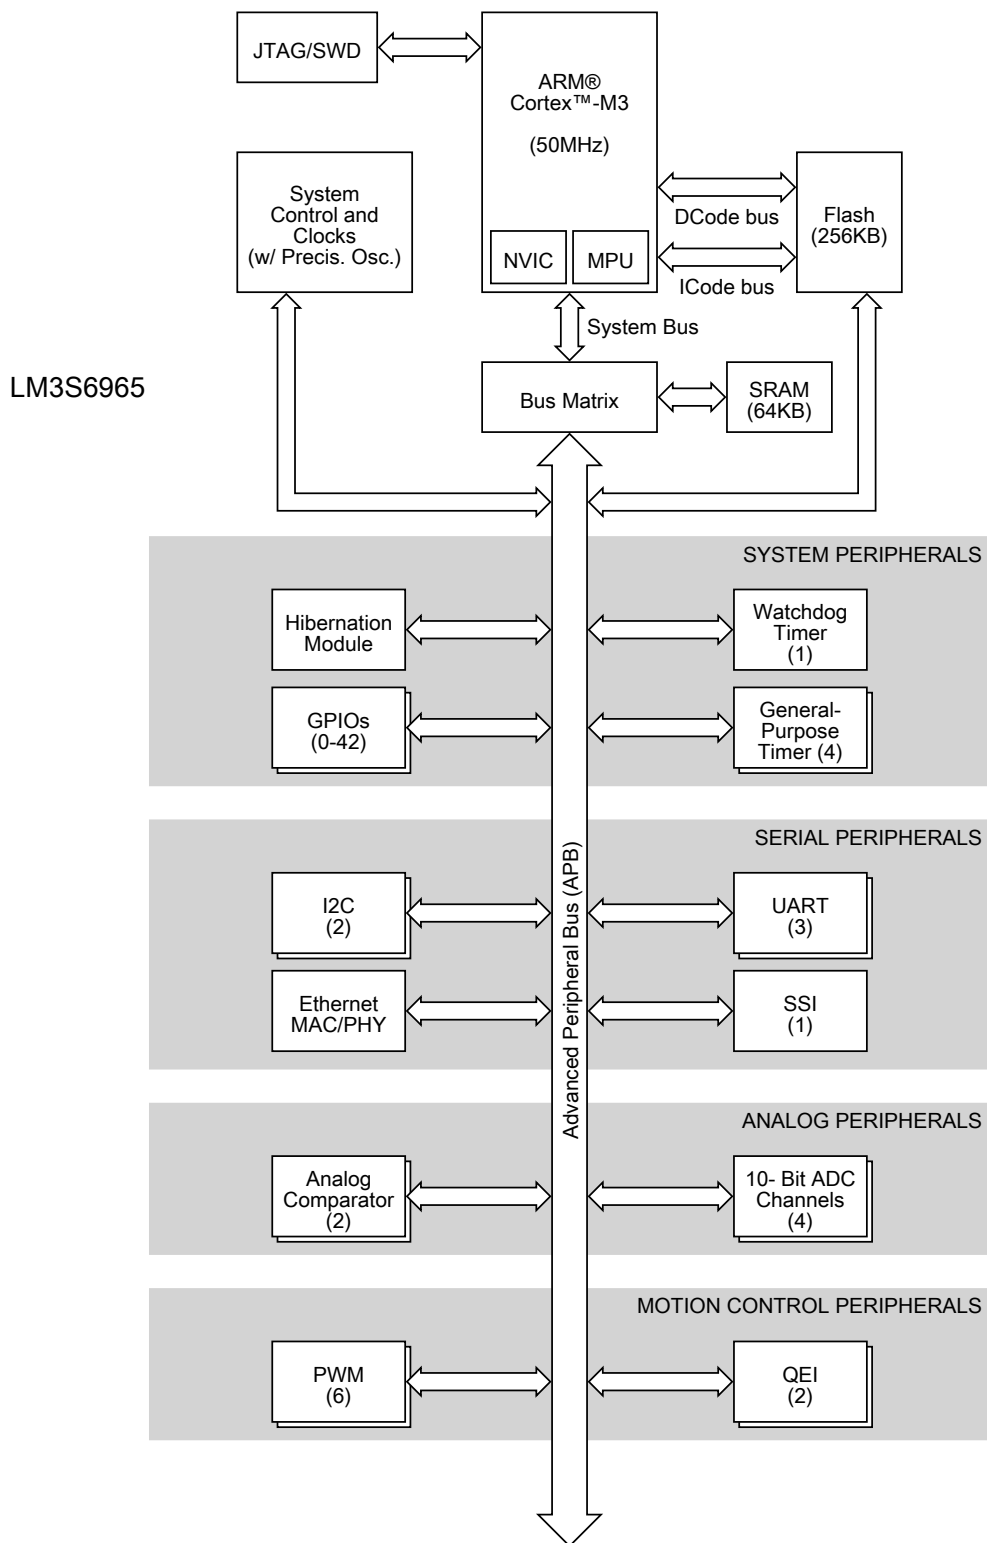 JTAG/SWD
ARM®
Cortex™-M3
(50MHz)
NVIC
MPU
System
Control and
Clocks
(w/ Precis. Osc.)
DCode bus
ICode bus
Flash
(256KB)
System Bus
LM3S6965
Bus Matrix
SRAM
(64KB)
SYSTEM PERIPHERALS
Hibernation
Module
Watchdog
Timer
(1)
GPIOs
(0-42)
General-
Purpose
Timer (4)
Advanced Peripheral Bus (APB)
SERIAL PERIPHERALS
I2C
(2)
UART
(3)
Ethernet
MAC/PHY
SSI
(1)
ANALOG PERIPHERALS
Analog
Comparator
(2)
10- Bit ADC
Channels
(4)
MOTION CONTROL PERIPHERALS
PWM
(6)
QEI
(2)